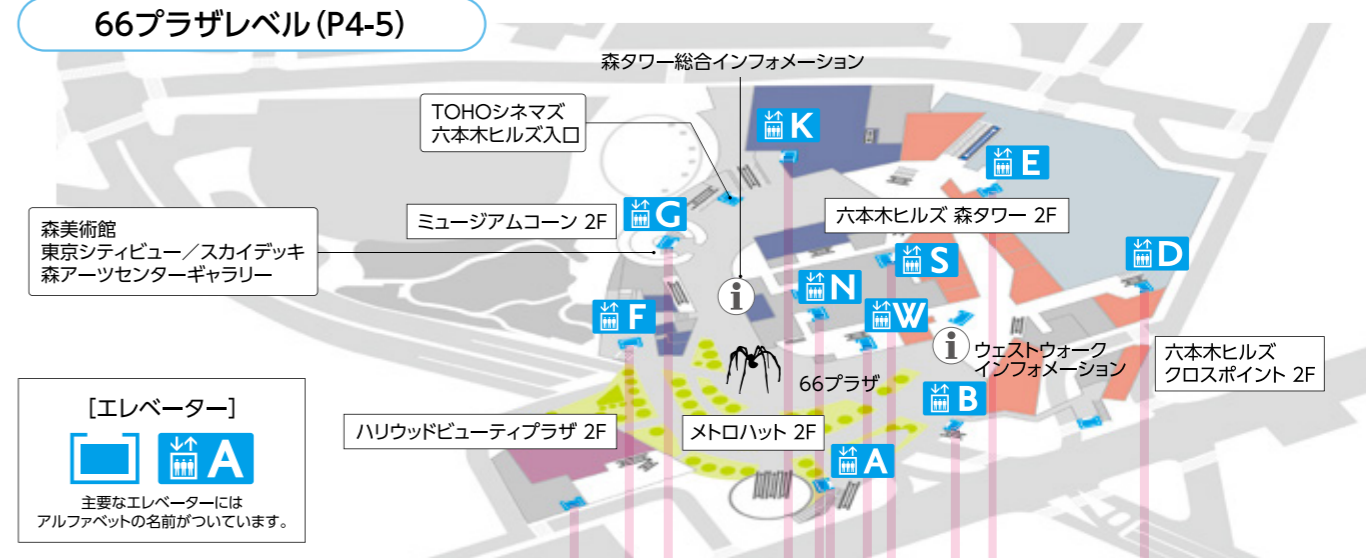 66プラザレベル(P4-5)
森タワー総合インフォメーション
TOHOシネマズ
六本木ヒルズ入口
K
E
ミュージアムコーン 2F
G
六本木ヒルズ 森タワー 2F
森美術館
東京シティビュー／スカイデッキ
森アーツセンターギャラリー
S
D
i
N
F
W
i
ウェストウォーク
インフォメーション
六本木ヒルズ
クロスポイント 2F
66プラザ
B
[エレベーター]
A
主要なエレベーターには
アルファベットの名前がついています。
ハリウッドビューティプラザ 2F
メトロハット 2F
A